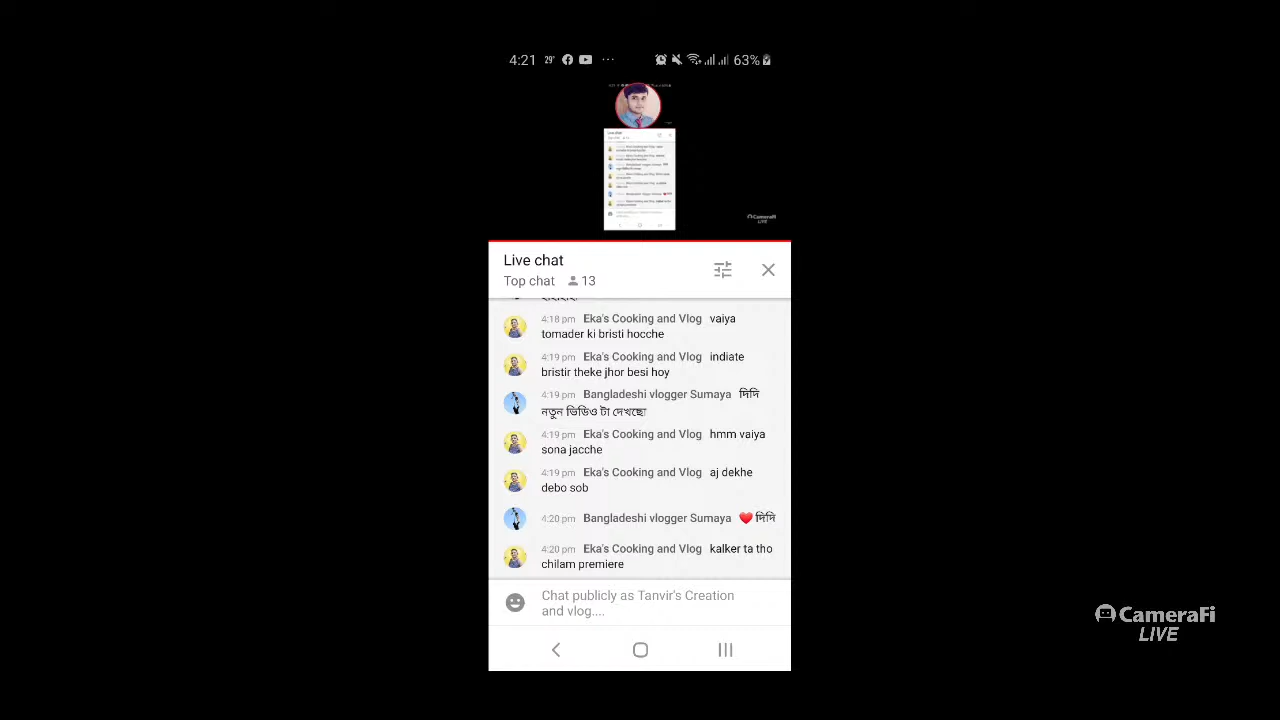 4:21 29° ... 63%
CameraFi
LIVE
Live chat
Top chat 13
4:18 pm Eka's Cooking and Vlog vaiya
tomader ki bristi hocche
4:19 pm Eka's Cooking and Vlog indiate
bristir theke jhor besi hoy
4:19 pm Bangladeshi vlogger Sumaya দিদি
নতুন ভিডিও টা দেখছো
4:19 pm Eka's Cooking and Vlog hmm vaiya
sona jacche
4:19 pm Eka's Cooking and Vlog aj dekhe
debo sob
4:20 pm Bangladeshi vlogger Sumaya ❤️ দিদি
4:20 pm Eka's Cooking and Vlog kalker ta tho
chilam premiere
Chat publicly as Tanvir's Creation
and vlog....
CameraFi
LIVE